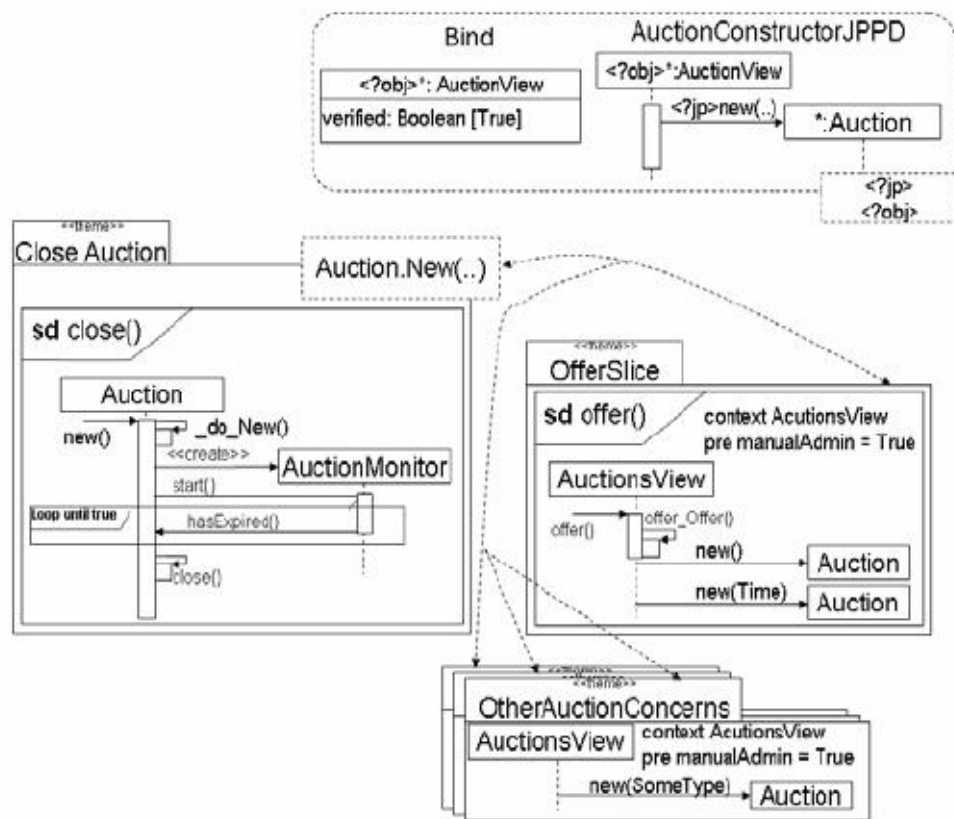 Bind
AuctionConstructorJPPD
<?obj>*: AuctionView
verified: Boolean [True]
<?obj>*:AuctionView
<?jp>new(..)
*:Auction
<?jp>
<?obj>
<<theme>>
Close Auction
Auction.New(..)
sd close()
Auction
new()
_do_New()
<<create>>
AuctionMonitor
start()
Loop until true
hasExpired()
close()
<<theme>>
OfferSlice
sd offer()
context AcutionsView
pre manualAdmin = True
AuctionsView
offer()
offer_Offer()
new()
Auction
new(Time)
Auction
<<theme>>
OtherAuctionConcerns
AuctionsView
context AcutionsView
pre manualAdmin = True
new(SomeType)
Auction